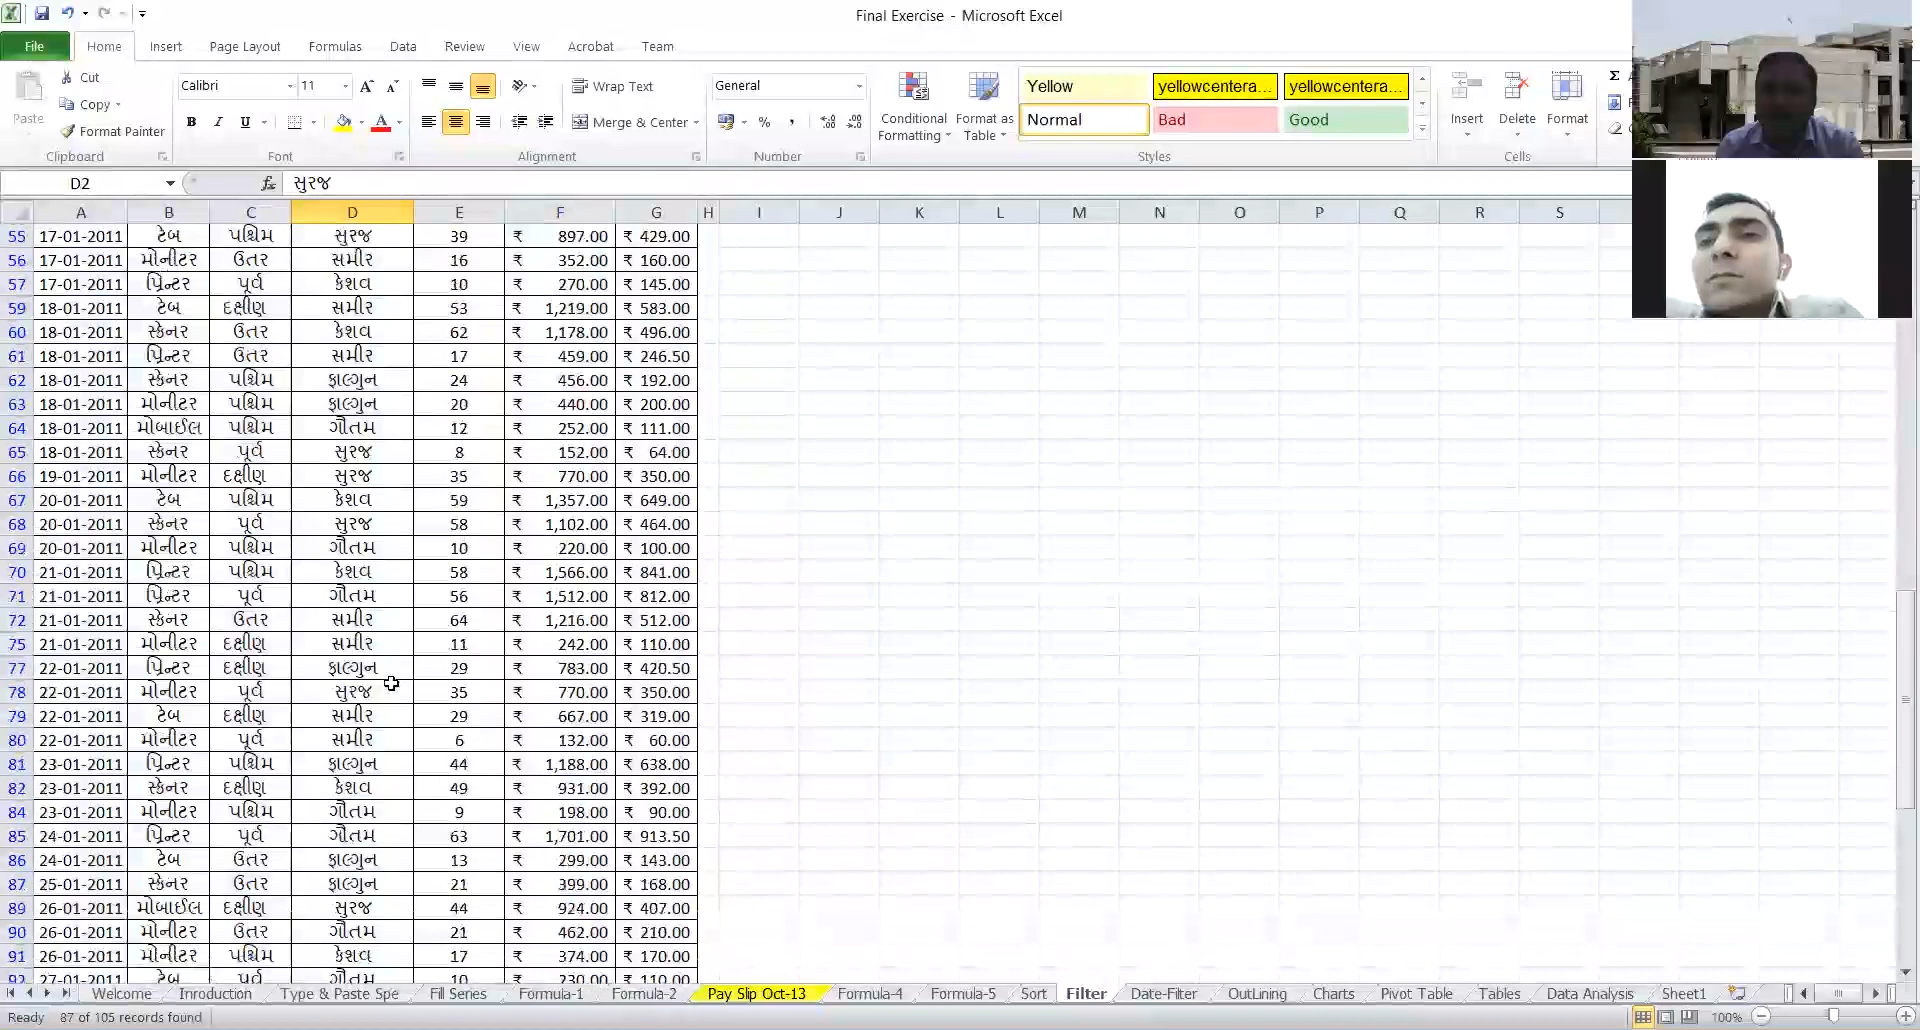 Final Exercise - Microsoft Excel
File Home Insert Page Layout Formulas Data Review View Acrobat Team
Paste Cut Copy Format Painter Clipboard
Calibri 11 A A B I U A Font
Wrap Text Merge & Center Alignment
General % , Number
Conditional Formatting Format as Table Yellow yellowcentera... yellowcentera... Normal Bad Good Styles
Insert Delete Format Cells Σ
D2 fx સુરજ
A B C D E F G H I J K L M N O P Q R S
55 17-01-2011 ટેબ પશ્ચિમ સુરજ 39 ₹ 897.00 ₹ 429.00
56 17-01-2011 મોનીટર ઉતર સમીર 16 ₹ 352.00 ₹ 160.00
57 17-01-2011 પ્રિન્ટર પૂર્વ કેશવ 10 ₹ 270.00 ₹ 145.00
59 18-01-2011 ટેબ દક્ષીણ સમીર 53 ₹ 1,219.00 ₹ 583.00
60 18-01-2011 સ્કેનર ઉતર કેશવ 62 ₹ 1,178.00 ₹ 496.00
61 18-01-2011 પ્રિન્ટર ઉતર સમીર 17 ₹ 459.00 ₹ 246.50
62 18-01-2011 સ્કેનર પશ્ચિમ ફાલ્ગુન 24 ₹ 456.00 ₹ 192.00
63 18-01-2011 મોનીટર પશ્ચિમ ફાલ્ગુન 20 ₹ 440.00 ₹ 200.00
64 18-01-2011 મોબાઈલ પશ્ચિમ ગૌતમ 12 ₹ 252.00 ₹ 111.00
65 18-01-2011 સ્કેનર પૂર્વ સુરજ 8 ₹ 152.00 ₹ 64.00
66 19-01-2011 મોનીટર દક્ષીણ સુરજ 35 ₹ 770.00 ₹ 350.00
67 20-01-2011 ટેબ પશ્ચિમ કેશવ 59 ₹ 1,357.00 ₹ 649.00
68 20-01-2011 સ્કેનર પૂર્વ સુરજ 58 ₹ 1,102.00 ₹ 464.00
69 20-01-2011 મોનીટર પશ્ચિમ ગૌતમ 10 ₹ 220.00 ₹ 100.00
70 21-01-2011 પ્રિન્ટર પશ્ચિમ કેશવ 58 ₹ 1,566.00 ₹ 841.00
71 21-01-2011 પ્રિન્ટર પૂર્વ ગૌતમ 56 ₹ 1,512.00 ₹ 812.00
72 21-01-2011 સ્કેનર ઉતર સમીર 64 ₹ 1,216.00 ₹ 512.00
75 21-01-2011 મોનીટર દક્ષીણ સમીર 11 ₹ 242.00 ₹ 110.00
77 22-01-2011 પ્રિન્ટર દક્ષીણ ફાલ્ગુન 29 ₹ 783.00 ₹ 420.50
78 22-01-2011 મોનીટર પૂર્વ સુરજ 35 ₹ 770.00 ₹ 350.00
79 22-01-2011 ટેબ દક્ષીણ સમીર 29 ₹ 667.00 ₹ 319.00
80 22-01-2011 મોનીટર પૂર્વ સમીર 6 ₹ 132.00 ₹ 60.00
81 23-01-2011 પ્રિન્ટર પશ્ચિમ ફાલ્ગુન 44 ₹ 1,188.00 ₹ 638.00
82 23-01-2011 સ્કેનર દક્ષીણ કેશવ 49 ₹ 931.00 ₹ 392.00
84 23-01-2011 મોનીટર પશ્ચિમ ગૌતમ 9 ₹ 198.00 ₹ 90.00
85 24-01-2011 પ્રિન્ટર પૂર્વ ગૌતમ 63 ₹ 1,701.00 ₹ 913.50
86 24-01-2011 ટેબ ઉતર ફાલ્ગુન 13 ₹ 299.00 ₹ 143.00
87 25-01-2011 સ્કેનર ઉતર ફાલ્ગુન 21 ₹ 399.00 ₹ 168.00
89 26-01-2011 મોબાઈલ દક્ષીણ સુરજ 44 ₹ 924.00 ₹ 407.00
90 26-01-2011 મોનીટર ઉતર ગૌતમ 21 ₹ 462.00 ₹ 210.00
91 26-01-2011 મોનીટર પશ્ચિમ કેશવ 17 ₹ 374.00 ₹ 170.00
92 27-01-2011 ટેબ પૂર્વ ગૌતમ 10 ₹ 230.00 ₹ 110.00
Welcome Inroduction Type & Paste Spe Fill Series Formula-1 Formula-2 Pay Slip Oct-13 Formula-4 Formula-5 Sort Filter Date-Filter OutLining Charts Pivot Table Tables Data Analysis Sheet1
Ready 87 of 105 records found 100%